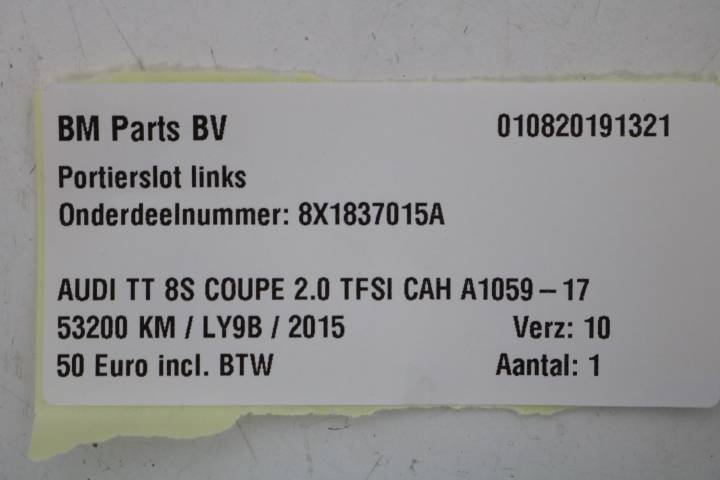 BM Parts BV 010820191321
Portierslot links
Onderdeelnummer: 8X1837015A
AUDI TT 8S COUPE 2.0 TFSI CAH A1059 – 17
53200 KM / LY9B / 2015 Verz: 10
50 Euro incl. BTW Aantal: 1